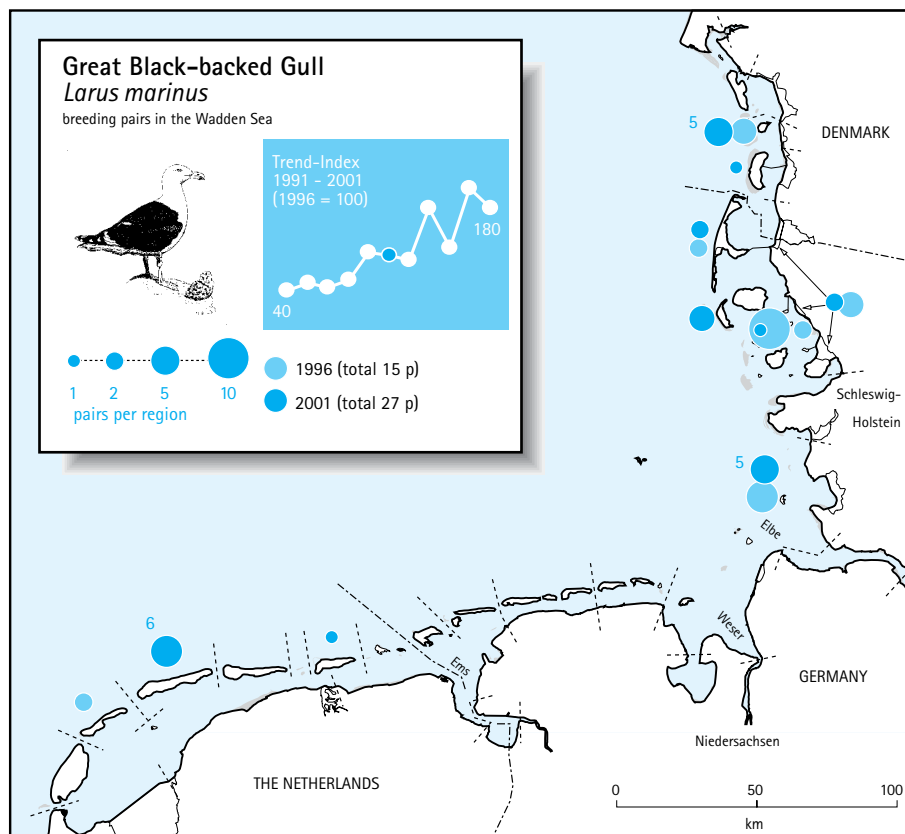 Great Black-backed Gull
Larus marinus
breeding pairs in the Wadden Sea
Trend-Index
1991 - 2001
(1996 = 100)
180
40
1 2 5 10
pairs per region
1996 (total 15 p)
2001 (total 27 p)
5
DENMARK
Schleswig-
Holstein
5
Elbe
Weser
Ems
6
GERMANY
Niedersachsen
THE NETHERLANDS
0 50 100
km